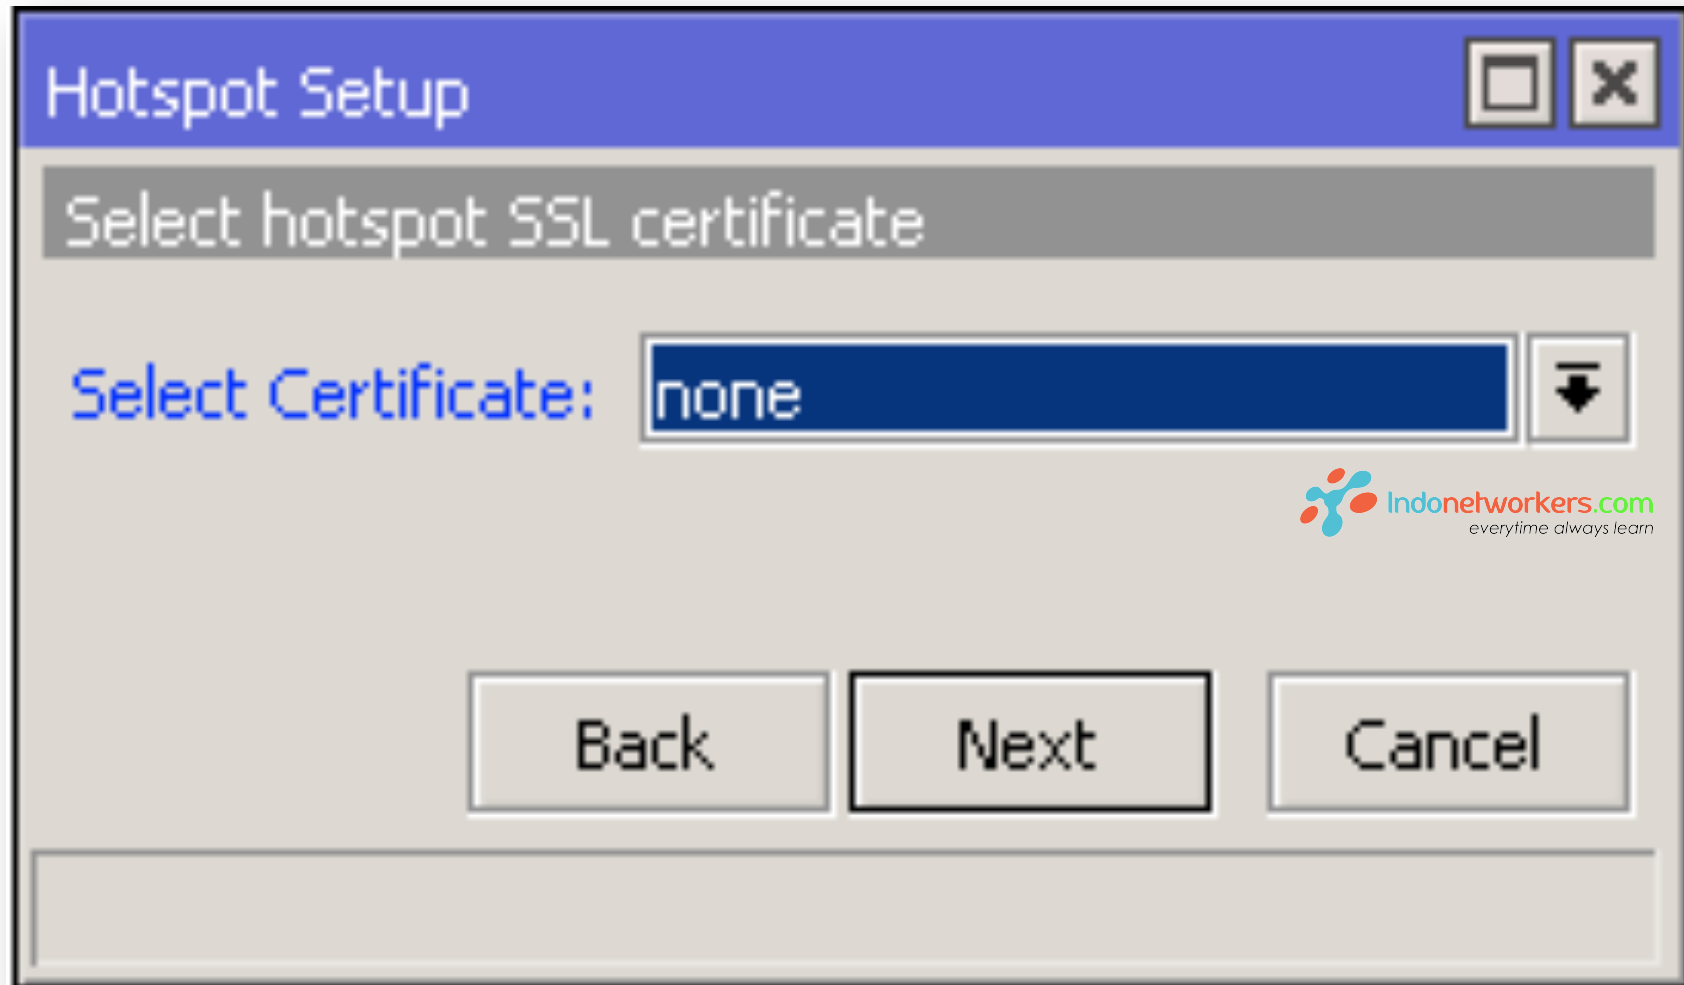 Hotspot Setup
Select hotspot SSL certificate
Select Certificate: none
Indonetworkers.com
everytime always learn
Back Next Cancel